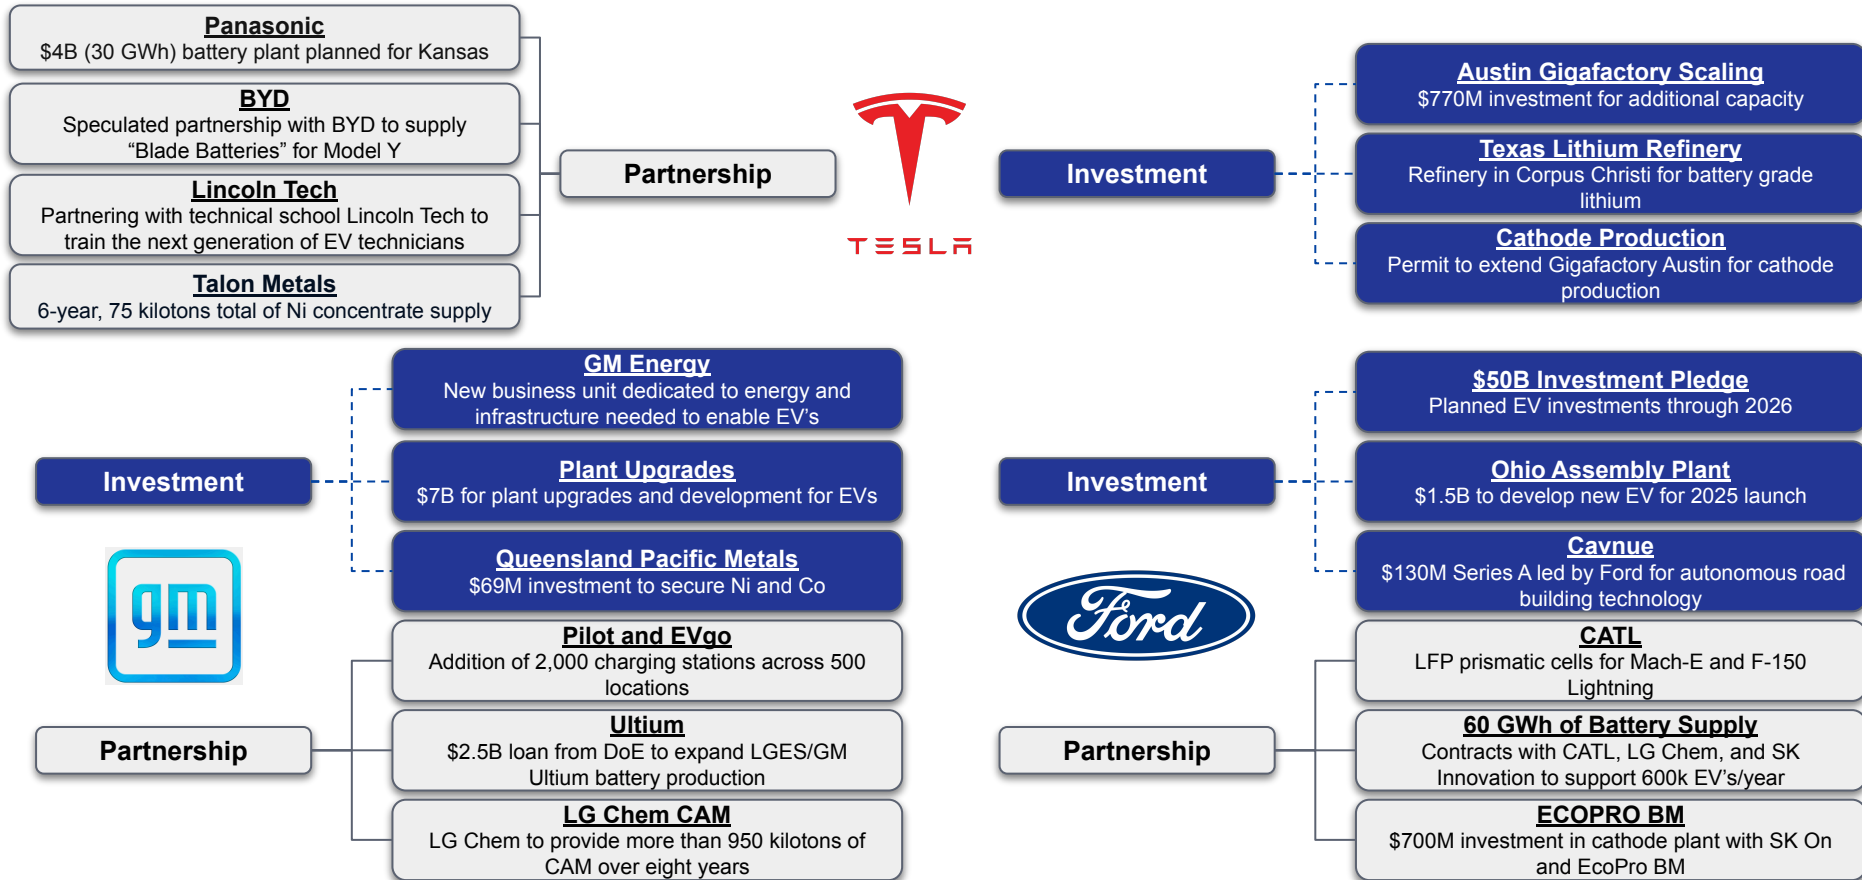 Panasonic
$4B (30 GWh) battery plant planned for Kansas
BYD
Speculated partnership with BYD to supply
“Blade Batteries” for Model Y
Lincoln Tech
Partnering with technical school Lincoln Tech to
train the next generation of EV technicians
Talon Metals
6-year, 75 kilotons total of Ni concentrate supply
Partnership
TESLA
Investment
Austin Gigafactory Scaling
$770M investment for additional capacity
Texas Lithium Refinery
Refinery in Corpus Christi for battery grade
lithium
Cathode Production
Permit to extend Gigafactory Austin for cathode
production
Investment
gm
GM Energy
New business unit dedicated to energy and
infrastructure needed to enable EV’s
Plant Upgrades
$7B for plant upgrades and development for EVs
Queensland Pacific Metals
$69M investment to secure Ni and Co
Partnership
Pilot and EVgo
Addition of 2,000 charging stations across 500
locations
Ultium
$2.5B loan from DoE to expand LGES/GM
Ultium battery production
LG Chem CAM
LG Chem to provide more than 950 kilotons of
CAM over eight years
Investment
Ford
$50B Investment Pledge
Planned EV investments through 2026
Ohio Assembly Plant
$1.5B to develop new EV for 2025 launch
Cavnue
$130M Series A led by Ford for autonomous road
building technology
Partnership
CATL
LFP prismatic cells for Mach-E and F-150
Lightning
60 GWh of Battery Supply
Contracts with CATL, LG Chem, and SK
Innovation to support 600k EV’s/year
ECOPRO BM
$700M investment in cathode plant with SK On
and EcoPro BM